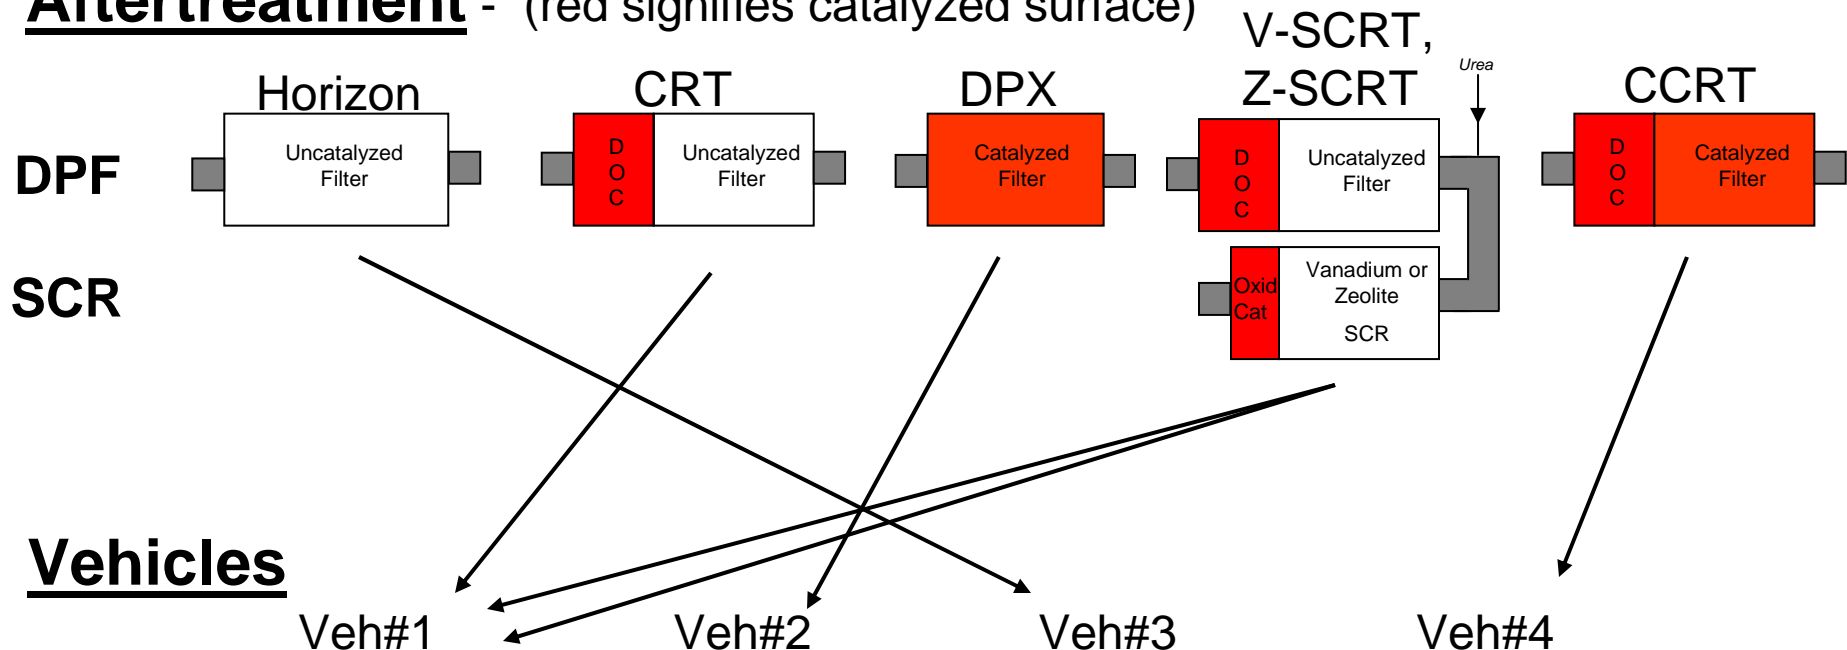 Aftertreatment - (red signifies catalyzed surface)
V-SCRT,
Z-SCRT
Horizon
CRT
DPX
Urea
CCRT
DPF
Uncatalyzed
Filter
D
O
C
Uncatalyzed
Filter
Catalyzed
Filter
D
O
C
Uncatalyzed
Filter
D
O
C
Catalyzed
Filter
SCR
Oxid
Cat
Vanadium or
Zeolite
SCR
Vehicles
Veh#1
Veh#2
Veh#3
Veh#4